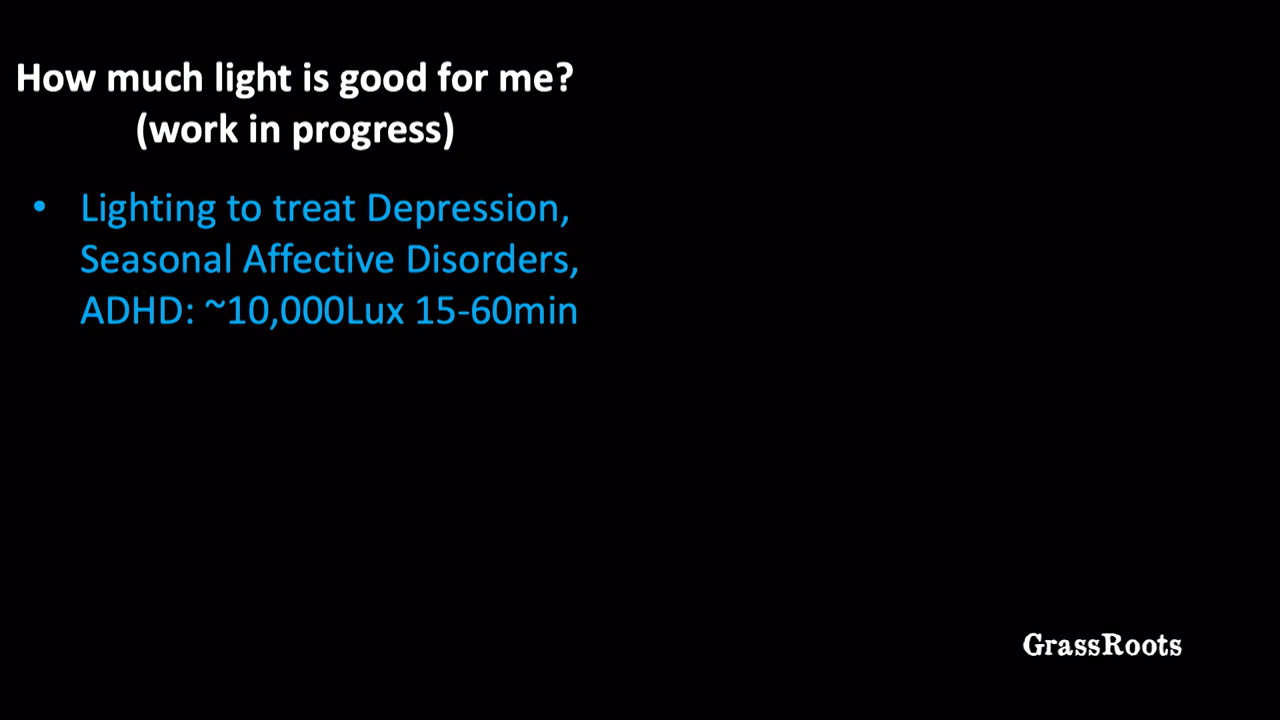 How much light is good for me?
(work in progress)
• Lighting to treat Depression,
Seasonal Affective Disorders,
ADHD: ~10,000Lux 15-60min
GrassRoots